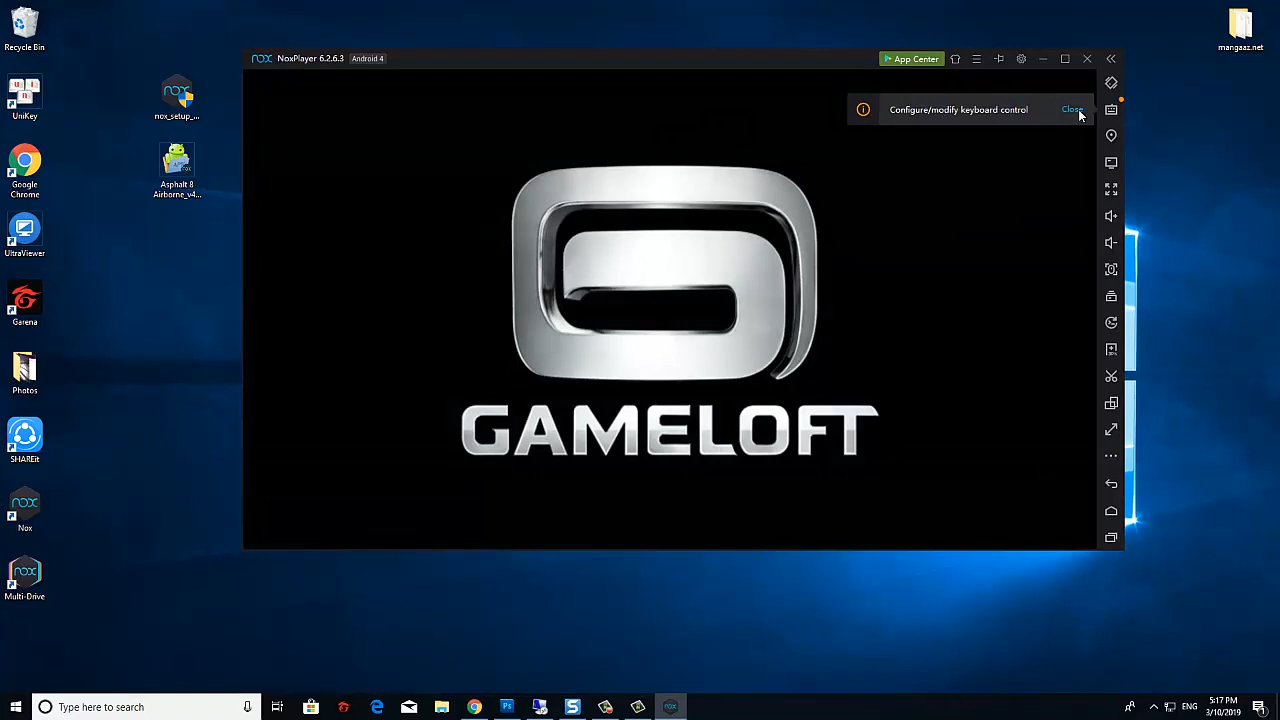 Recycle Bin
UniKey
Google
Chrome
UltraViewer
Garena
Photos
SHAREit
Nox
Multi-Drive
nox_setup_...
Asphalt 8
Airborne_v4...
mangaaz.net
nox NoxPlayer 6.2.6.3 Android 4
App Center
Configure/modify keyboard control Close
GAMELOFT
Type here to search
ENG
5:17 PM
3/10/2019